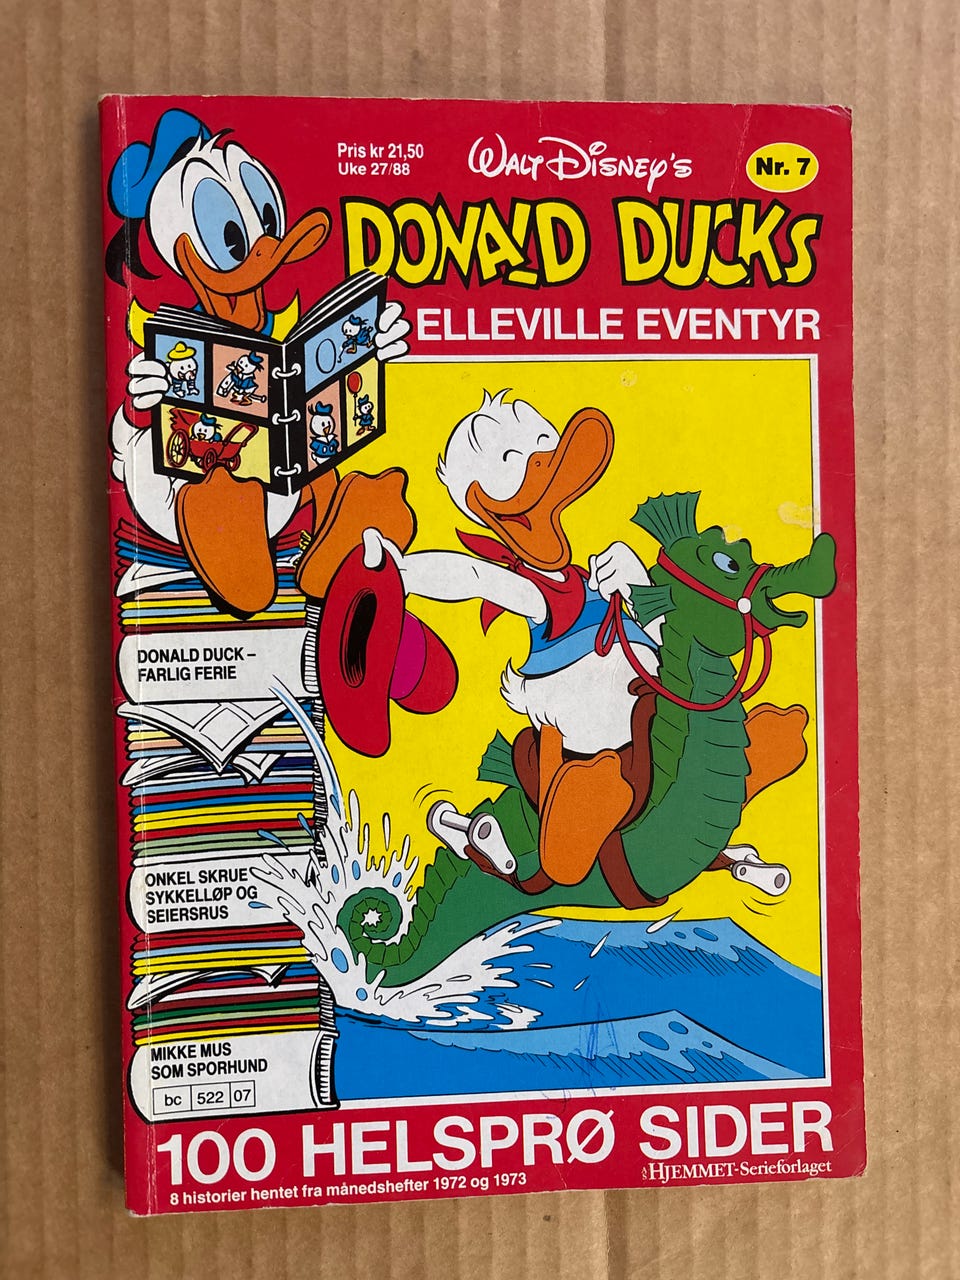 Pris kr 21,50
Uke 27/88
WALT DISNEY'S
Nr. 7
DONALD DUCKS
ELLEVILLE EVENTYR
DONALD DUCK –
FARLIG FERIE
ONKEL SKRUE
SYKKELLØP OG
SEIERSRUS
MIKKE MUS
SOM SPORHUND
bc 522 07
100 HELSPRØ SIDER
A/S HJEMMET-Serieforlaget
8 historier hentet fra månedshefter 1972 og 1973